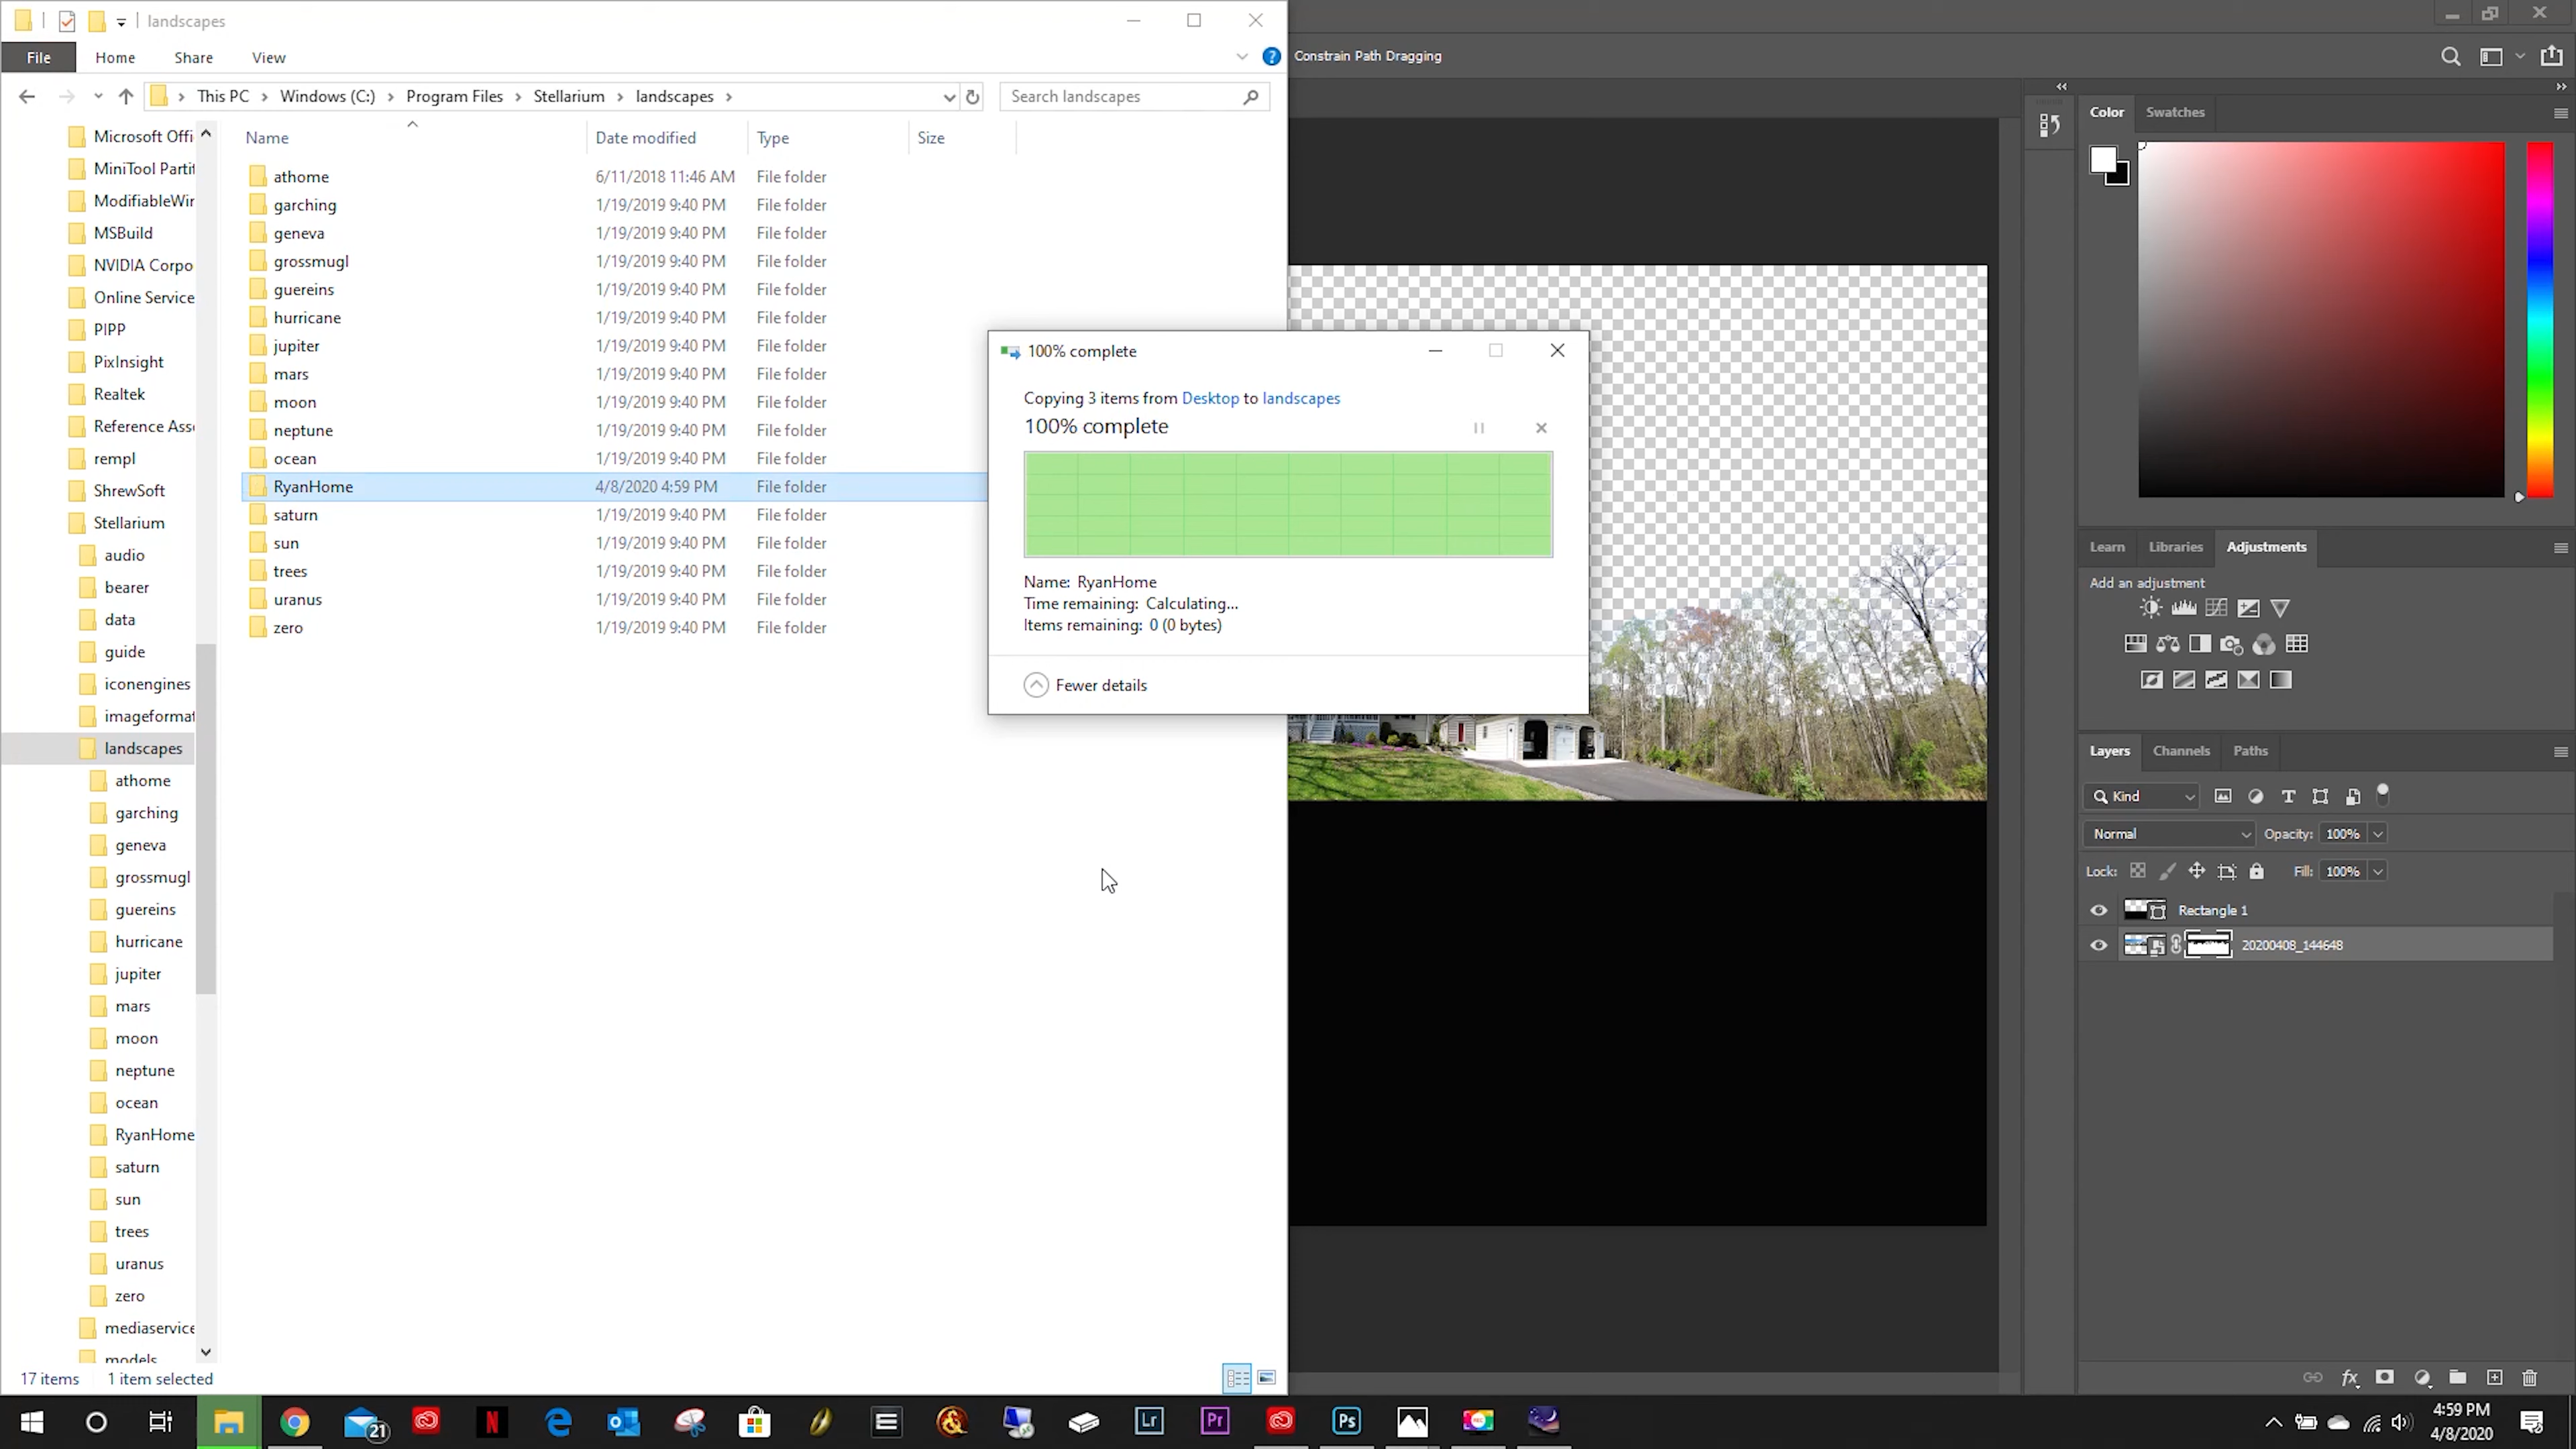 landscapes
File Home Share View
This PC Windows (C:) Program Files Stellarium landscapes
Search landscapes
Name Date modified Type Size
athome 6/11/2018 11:46 AM File folder
garching 1/19/2019 9:40 PM File folder
geneva 1/19/2019 9:40 PM File folder
grossmugl 1/19/2019 9:40 PM File folder
guereins 1/19/2019 9:40 PM File folder
hurricane 1/19/2019 9:40 PM File folder
jupiter 1/19/2019 9:40 PM File folder
mars 1/19/2019 9:40 PM File folder
moon 1/19/2019 9:40 PM File folder
neptune 1/19/2019 9:40 PM File folder
ocean 1/19/2019 9:40 PM File folder
RyanHome 4/8/2020 4:59 PM File folder
saturn 1/19/2019 9:40 PM File folder
sun 1/19/2019 9:40 PM File folder
trees 1/19/2019 9:40 PM File folder
uranus 1/19/2019 9:40 PM File folder
zero 1/19/2019 9:40 PM File folder
Microsoft Offi
MiniTool Partit
ModifiableWir
MSBuild
NVIDIA Corpo
Online Service
PIPP
PixInsight
Realtek
Reference Ass
rempl
ShrewSoft
Stellarium
audio
bearer
data
guide
iconengines
imageformat
landscapes
athome
garching
geneva
grossmugl
guereins
hurricane
jupiter
mars
moon
neptune
ocean
RyanHome
saturn
sun
trees
uranus
zero
mediaservice
models
17 items 1 item selected
100% complete
Copying 3 items from Desktop to landscapes
100% complete
Name: RyanHome
Time remaining: Calculating...
Items remaining: 0 (0 bytes)
Fewer details
Constrain Path Dragging
Color Swatches
Learn Libraries Adjustments
Add an adjustment
Layers Channels Paths
Kind
Normal Opacity: 100%
Lock: Fill: 100%
Rectangle 1
20200408_144648
fx
21
N
Lr
Pr
REC
Ps
4:59 PM
4/8/2020